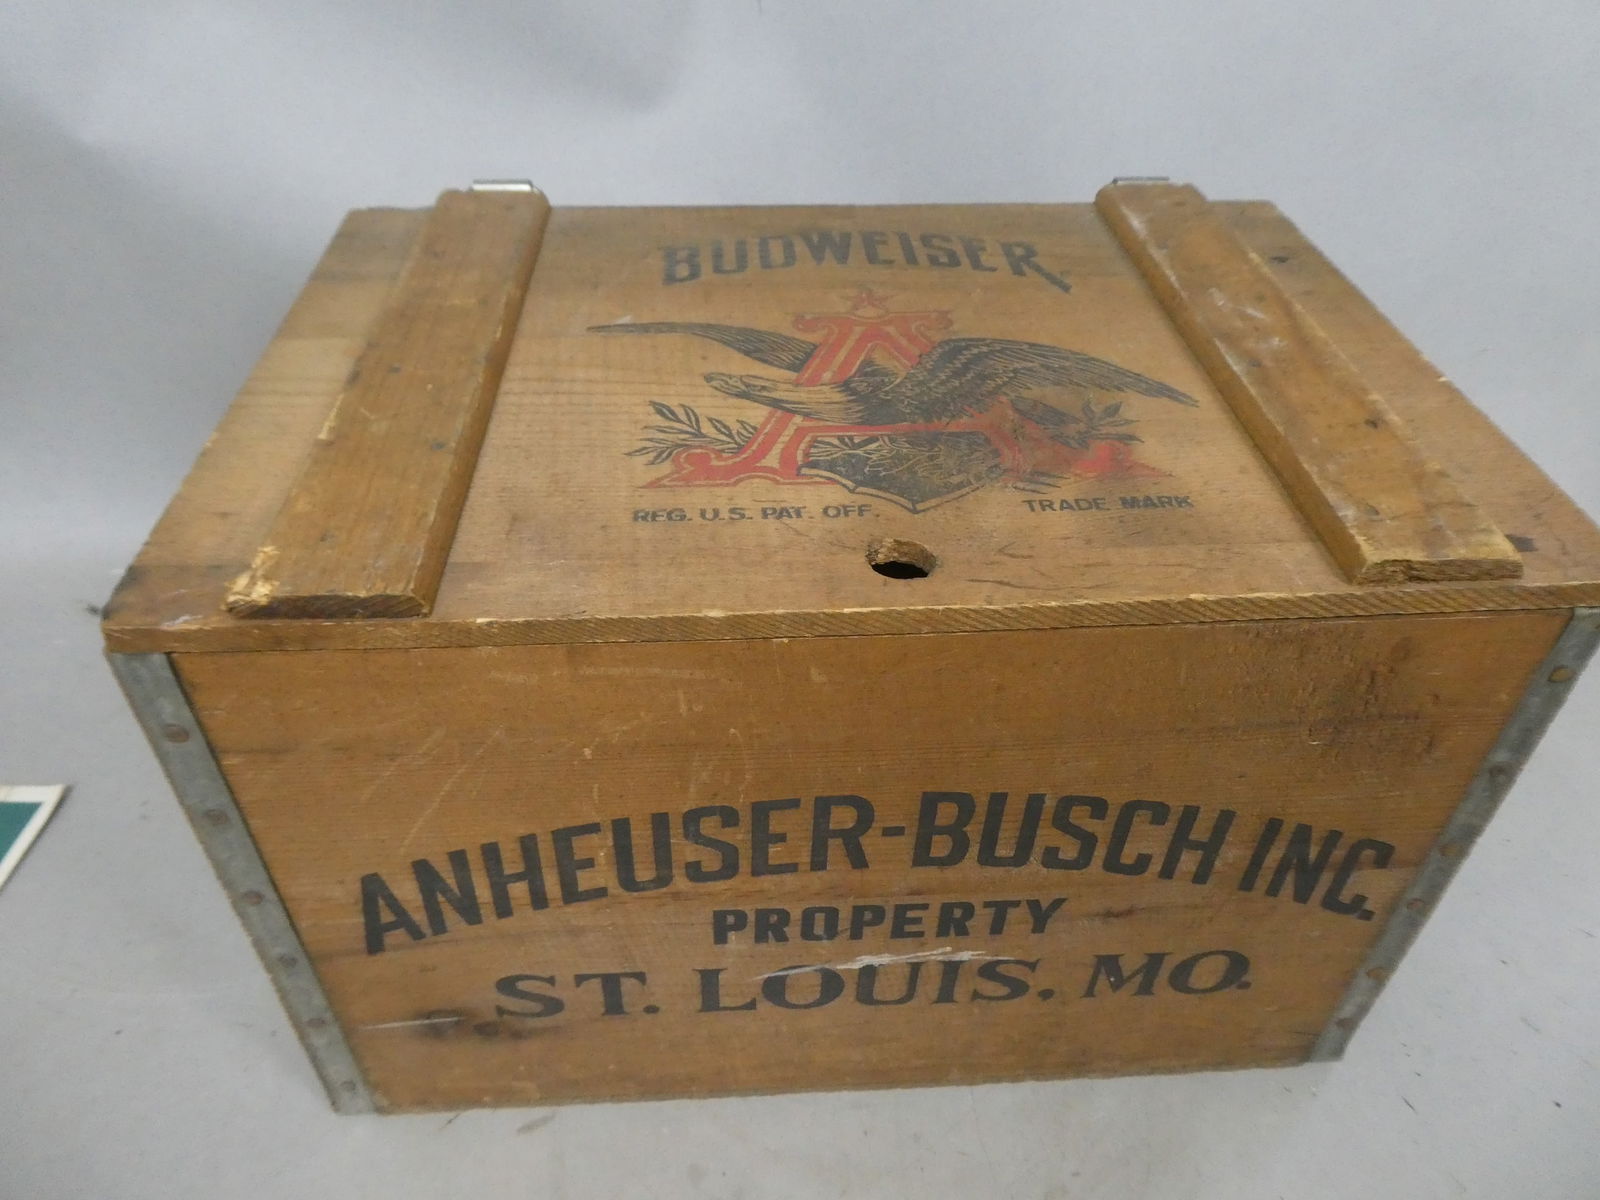 BUDWEISER
A
REG. U.S. PAT. OFF. TRADE MARK
ANHEUSER-BUSCH INC.
PROPERTY
ST. LOUIS, MO.